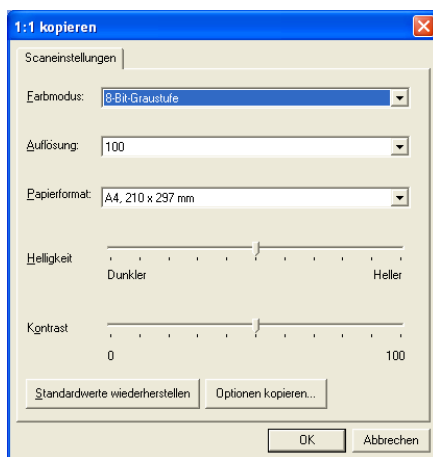 1:1 kopieren
Scaneinstellungen
Farbmodus: 8-Bit-Graustufe
Auflösung: 100
Papierformat: A4, 210 x 297 mm
Helligkeit
Dunkler Heller
Kontrast
0 100
Standardwerte wiederherstellen Optionen kopieren...
OK Abbrechen